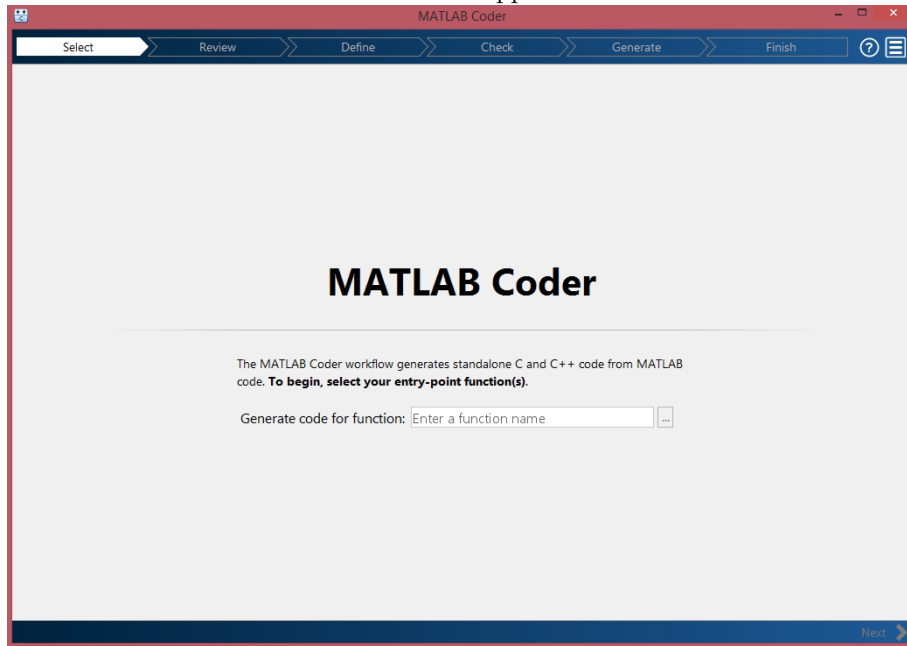 MATLAB Coder
Select Review Define Check Generate Finish ?
MATLAB Coder
The MATLAB Coder workflow generates standalone C and C++ code from MATLAB
code. To begin, select your entry-point function(s).
Generate code for function: Enter a function name ...
Next